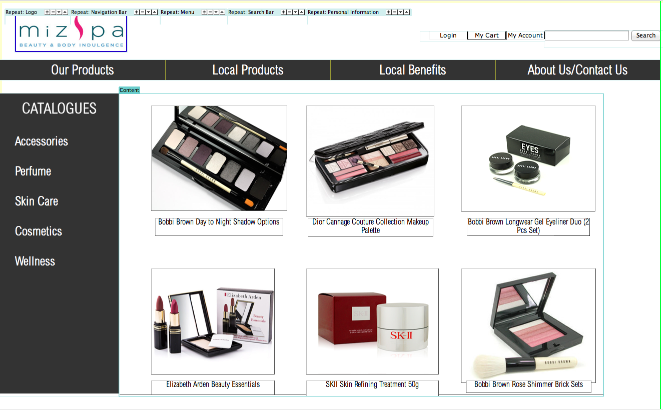 Repeat: Logo
Repeat: Navigation Bar
Repeat: Menu
Repeat: Search Bar
Repeat: Personal Information
mizspa
BEAUTY & BODY INDULGENCE
Login
My Cart
My Account
Search
Our Products
Local Products
Local Benefits
About Us/Contact Us
Content
CATALOGUES
Accessories
Perfume
Skin Care
Cosmetics
Wellness
EYES
Bobbi Brown Day to Night Shadow Options
Dior Cannage Couture Collection Makeup
Palette
Bobbi Brown Longwear Gel Eyeliner Duo (2
Pcs Set)
Elizabeth Arden
SK-II
Elizabeth Arden Beauty Essentials
SKII Skin Refining Treatment 50g
Bobbi Brown Rose Shimmer Brick Sets